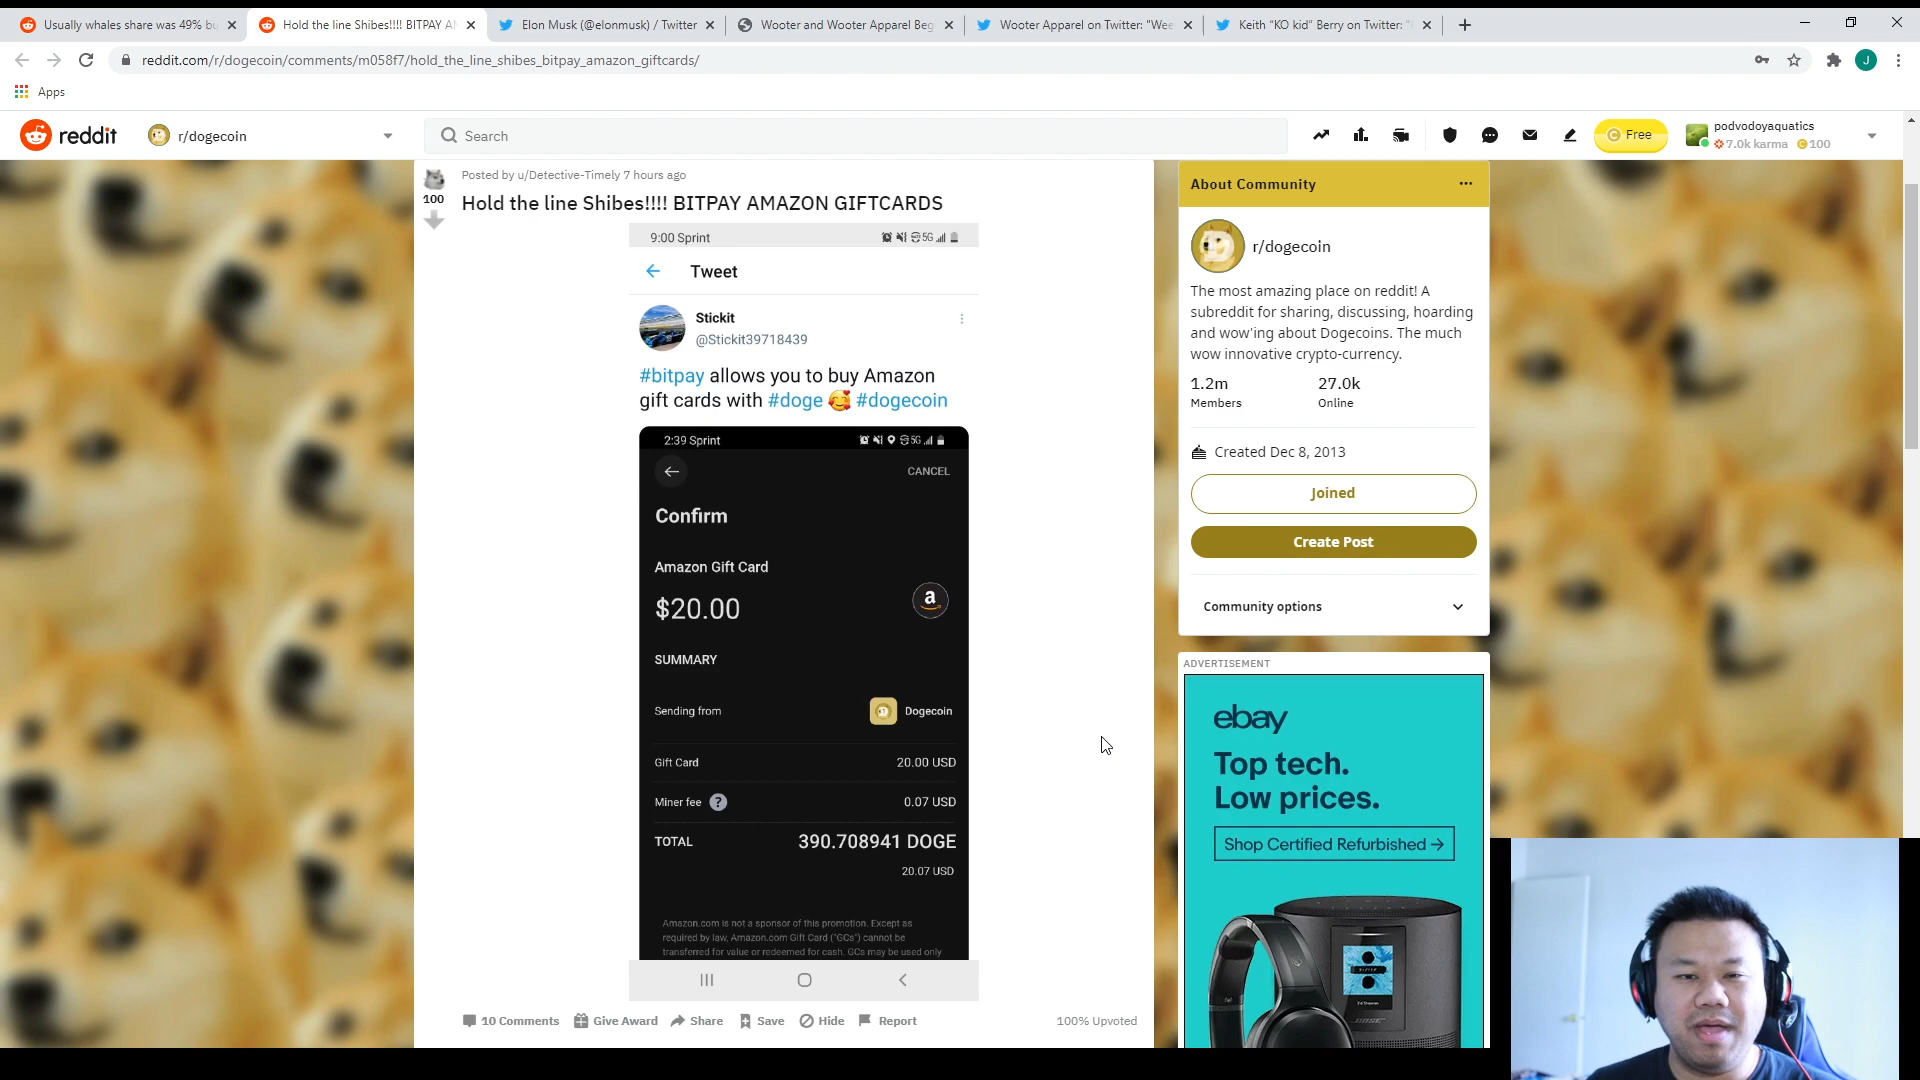 Usually whales share was 49% bu
Hold the line Shibes!!!! BITPAY A
Elon Musk (@elonmusk) / Twitter
Wooter and Wooter Apparel Beg
Wooter Apparel on Twitter: "Wee
Keith "KO kid" Berry on Twitter: "
reddit.com/r/dogecoin/comments/m058f7/hold_the_line_shibes_bitpay_amazon_giftcards/
J
Apps
reddit
r/dogecoin
Search
Free
podvodoyaquatics
7.0k karma 100
Posted by u/Detective-Timely 7 hours ago
100
Hold the line Shibes!!!! BITPAY AMAZON GIFTCARDS
9:00 Sprint
5G
Tweet
Stickit
@Stickit39718439
#bitpay allows you to buy Amazon
gift cards with #doge 🥰 #dogecoin
2:39 Sprint
5G
CANCEL
Confirm
Amazon Gift Card
$20.00
a
SUMMARY
Sending from
Dogecoin
Gift Card
20.00 USD
Miner fee ?
0.07 USD
TOTAL
390.708941 DOGE
20.07 USD
Amazon.com is not a sponsor of this promotion. Except as
required by law, Amazon.com Gift Card ("GCs") cannot be
transferred for value or redeemed for cash. GCs may be used only
10 Comments
Give Award
Share
Save
Hide
Report
100% Upvoted
About Community
r/dogecoin
The most amazing place on reddit! A
subreddit for sharing, discussing, hoarding
and wow'ing about Dogecoins. The much
wow innovative crypto-currency.
1.2m
Members
27.0k
Online
Created Dec 8, 2013
Joined
Create Post
Community options
ADVERTISEMENT
ebay
Top tech.
Low prices.
Shop Certified Refurbished →
BOSE